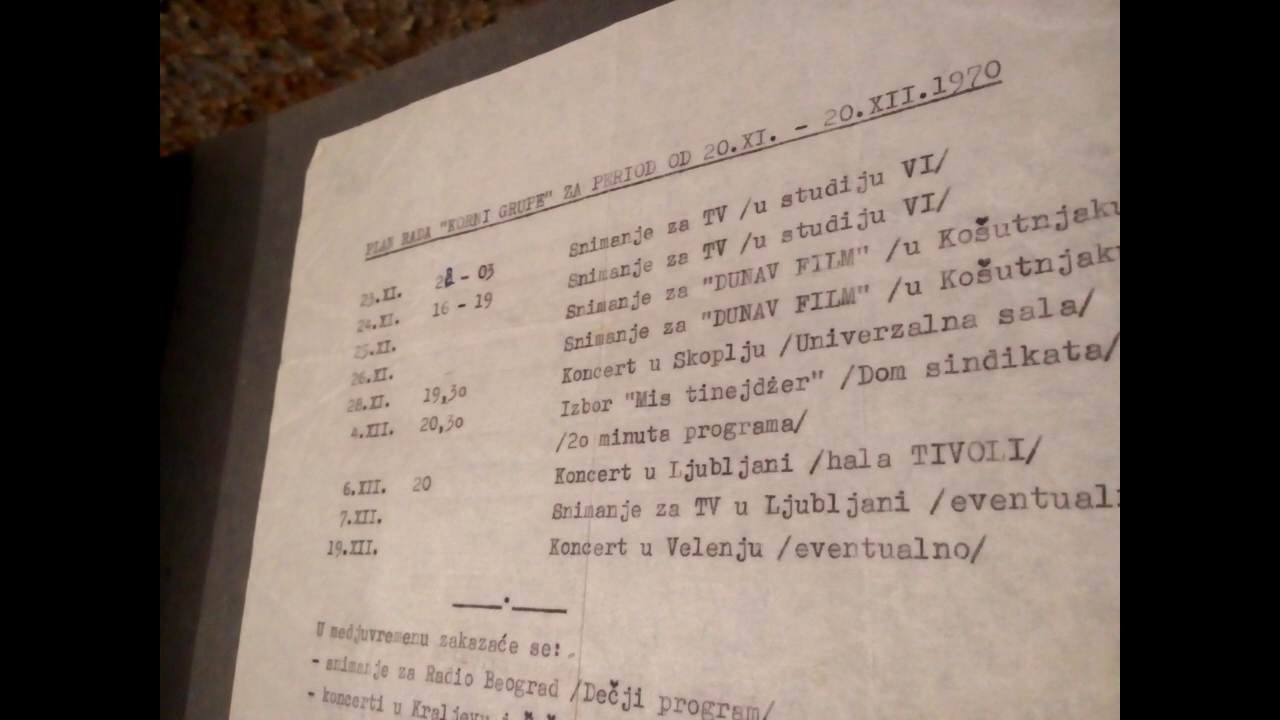 PLAN RADA "KORNI GRUPE" ZA PERIOD OD 20.XI. - 20.XII.1970
23.XI. - 03 Snimanje za TV /u studiju VI/
24.XI. 16 - 19 Snimanje za TV /u studiju VI/
25.XI. Snimanje za "DUNAV FILM" /u Košutnjaku
26.XI. Snimanje za "DUNAV FILM" /u Košutnjaku
28.XI. 19,3o Koncert u Skoplju /Univerzalna sala/
4.XII. 20,3o Izbor "Mis tinejdžer" /Dom sindikata/
/2o minuta programa/
6.XII. 20 Koncert u Ljubljani /hala TIVOLI/
7.XII. Snimanje za TV u Ljubljani /eventualn
19.XII. Koncert u Velenju /eventualno/
U medjuvremenu zakazaće se:
- snimanje za Radio Beograd /Dečji program/
- koncerti u Kraljevu i